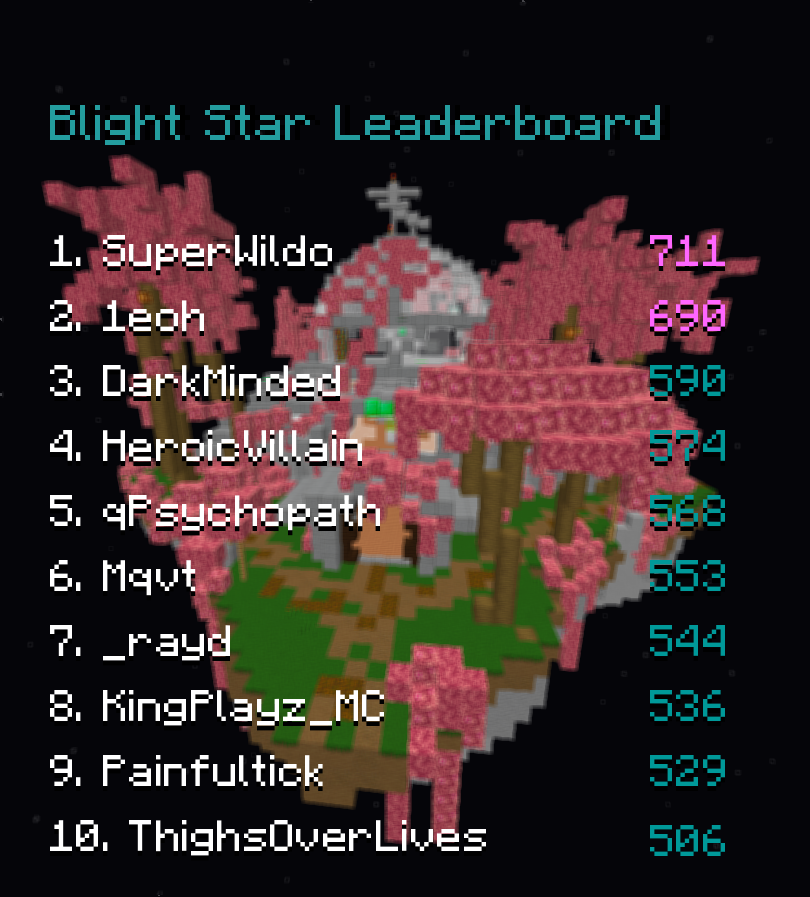 Blight Star Leaderboard
1. SuperWildo 711
2. 1eoh 690
3. DarkMinded 590
4. HeroicVillain 574
5. qPsychopath 568
6. Mqvt 553
7. _rayd 544
8. KingPlayz_MC 536
9. Painfultick 529
10. ThighsOverLives 506